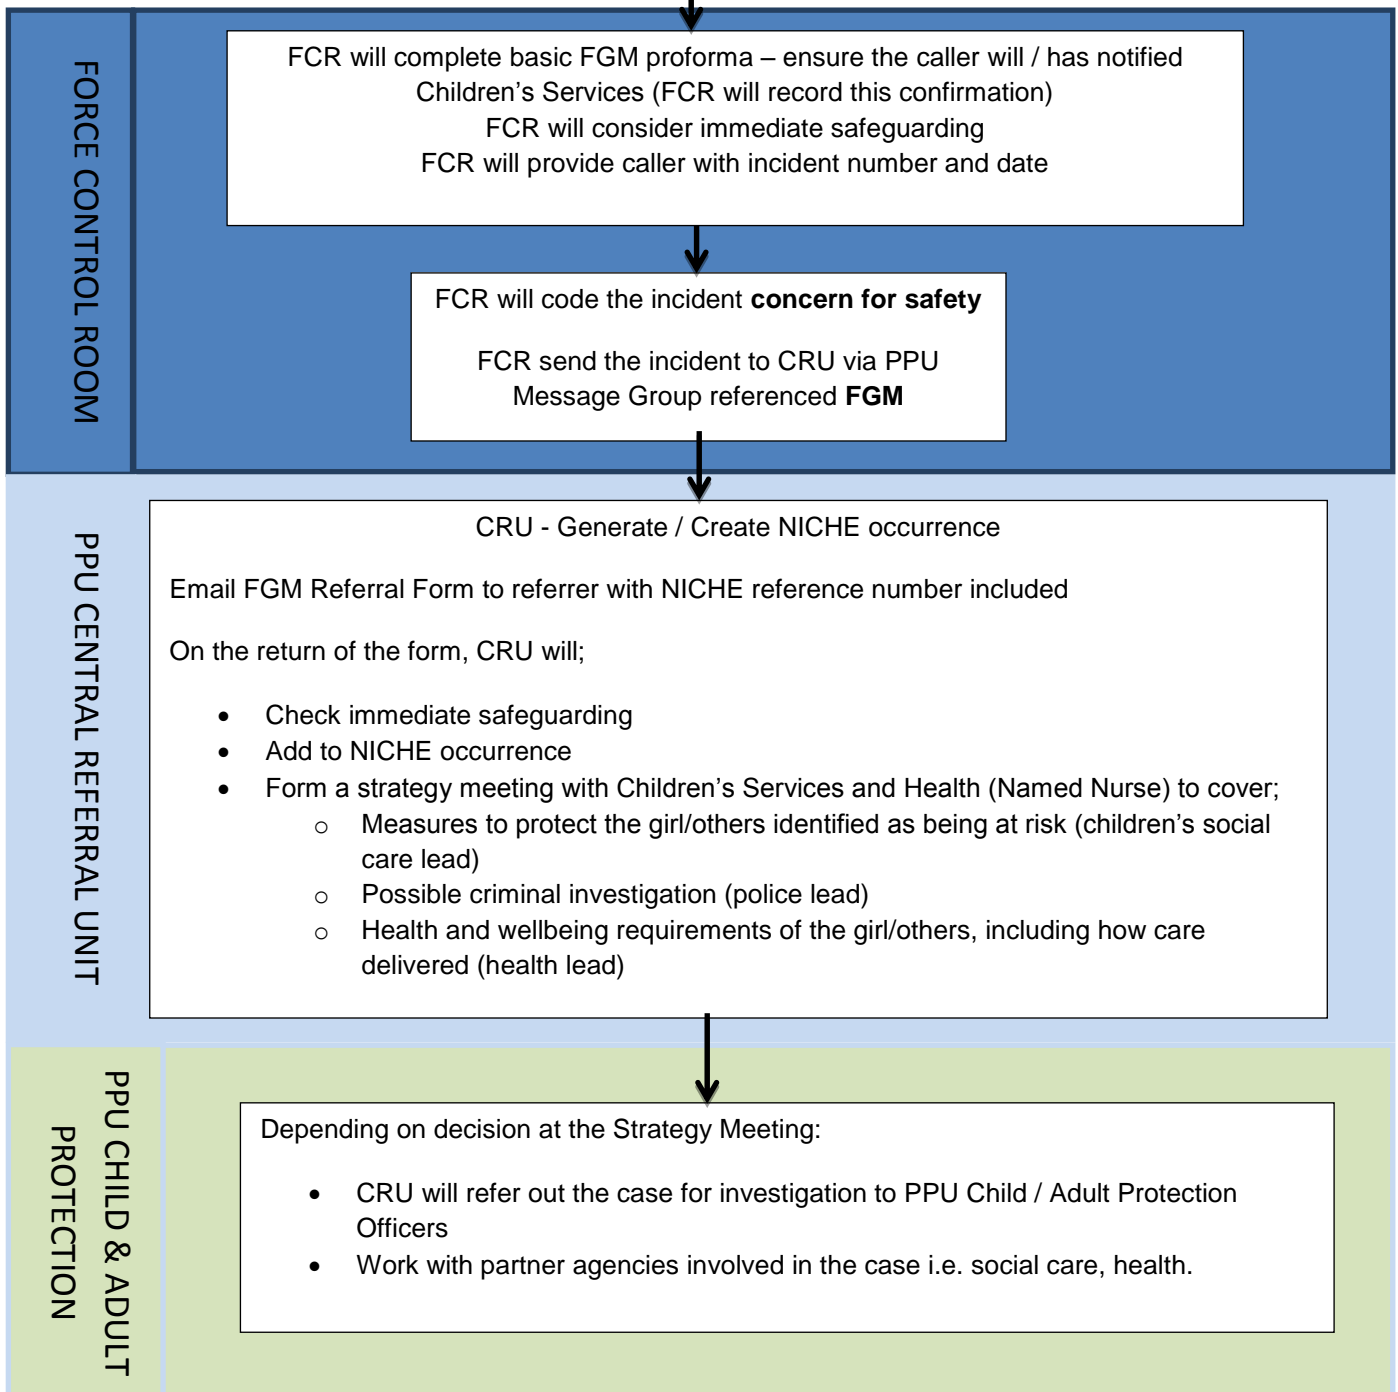 FORCE CONTROL ROOM
FCR will complete basic FGM proforma – ensure the caller will / has notified
Children’s Services (FCR will record this confirmation)
FCR will consider immediate safeguarding
FCR will provide caller with incident number and date
FCR will code the incident concern for safety
FCR send the incident to CRU via PPU
Message Group referenced FGM
PPU CENTRAL REFERRAL UNIT
CRU - Generate / Create NICHE occurrence
Email FGM Referral Form to referrer with NICHE reference number included
On the return of the form, CRU will;
• Check immediate safeguarding
• Add to NICHE occurrence
• Form a strategy meeting with Children’s Services and Health (Named Nurse) to cover;
o Measures to protect the girl/others identified as being at risk (children’s social
care lead)
o Possible criminal investigation (police lead)
o Health and wellbeing requirements of the girl/others, including how care
delivered (health lead)
PPU CHILD & ADULT
PROTECTION
Depending on decision at the Strategy Meeting:
• CRU will refer out the case for investigation to PPU Child / Adult Protection
Officers
• Work with partner agencies involved in the case i.e. social care, health.